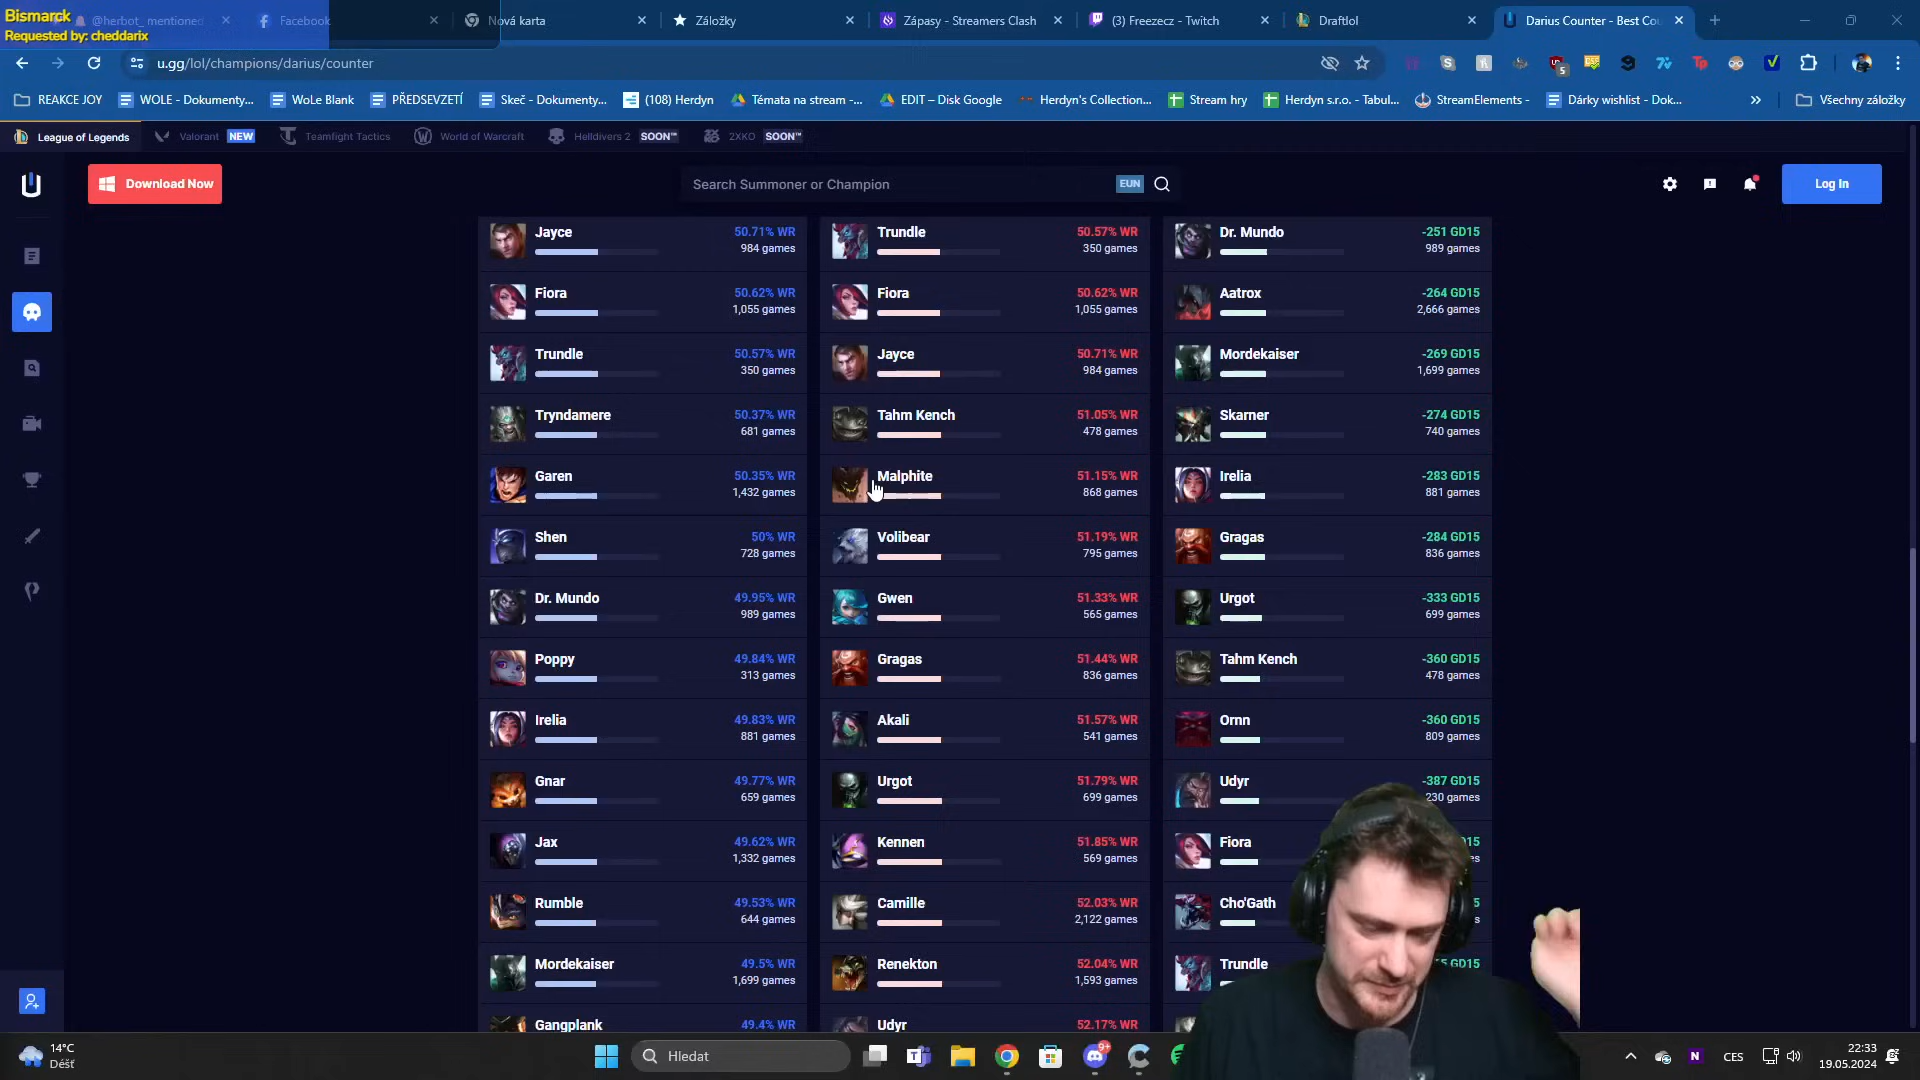 Bismarck
Requested by: cheddarix
@herbot_ mentioned
Facebook
Nová karta
Záložky
Zápasy - Streamers Clash
(3) Freezecz - Twitch
Draftlol
Darius Counter - Best Cou
u.gg/lol/champions/darius/counter
REAKCE JOY
WOLE - Dokumenty...
WoLe Blank
PŘEDSEVZETÍ
Skeč - Dokumenty...
(108) Herdyn
Témata na stream -...
EDIT – Disk Google
Herdyn's Collection...
Stream hry
Herdyn s.r.o. - Tabul...
StreamElements -
Dárky wishlist - Dok...
Všechny záložky
League of Legends
Valorant NEW
Teamfight Tactics
World of Warcraft
Helldivers 2 SOON™
2XKO SOON™
Download Now
Search Summoner or Champion
EUN
Log In
Jayce 50.71% WR
984 games
Trundle 50.57% WR
350 games
Dr. Mundo -251 GD15
989 games
Fiora 50.62% WR
1,055 games
Fiora 50.62% WR
1,055 games
Aatrox -264 GD15
2,666 games
Trundle 50.57% WR
350 games
Jayce 50.71% WR
984 games
Mordekaiser -269 GD15
1,699 games
Tryndamere 50.37% WR
681 games
Tahm Kench 51.05% WR
478 games
Skarner -274 GD15
740 games
Garen 50.35% WR
1,432 games
Malphite 51.15% WR
868 games
Irelia -283 GD15
881 games
Shen 50% WR
728 games
Volibear 51.19% WR
795 games
Gragas -284 GD15
836 games
Dr. Mundo 49.95% WR
989 games
Gwen 51.33% WR
565 games
Urgot -333 GD15
699 games
Poppy 49.84% WR
313 games
Gragas 51.44% WR
836 games
Tahm Kench -360 GD15
478 games
Irelia 49.83% WR
881 games
Akali 51.57% WR
541 games
Ornn -360 GD15
809 games
Gnar 49.77% WR
659 games
Urgot 51.79% WR
699 games
Udyr -387 GD15
230 games
Jax 49.62% WR
1,332 games
Kennen 51.85% WR
569 games
Fiora
Rumble 49.53% WR
644 games
Camille 52.03% WR
2,122 games
Cho'Gath
Mordekaiser 49.5% WR
1,699 games
Renekton 52.04% WR
1,593 games
Trundle
Gangplank 49.4% WR
Udyr 52.17% WR
14°C
Déšť
Hledat
CES
22:33
19.05.2024